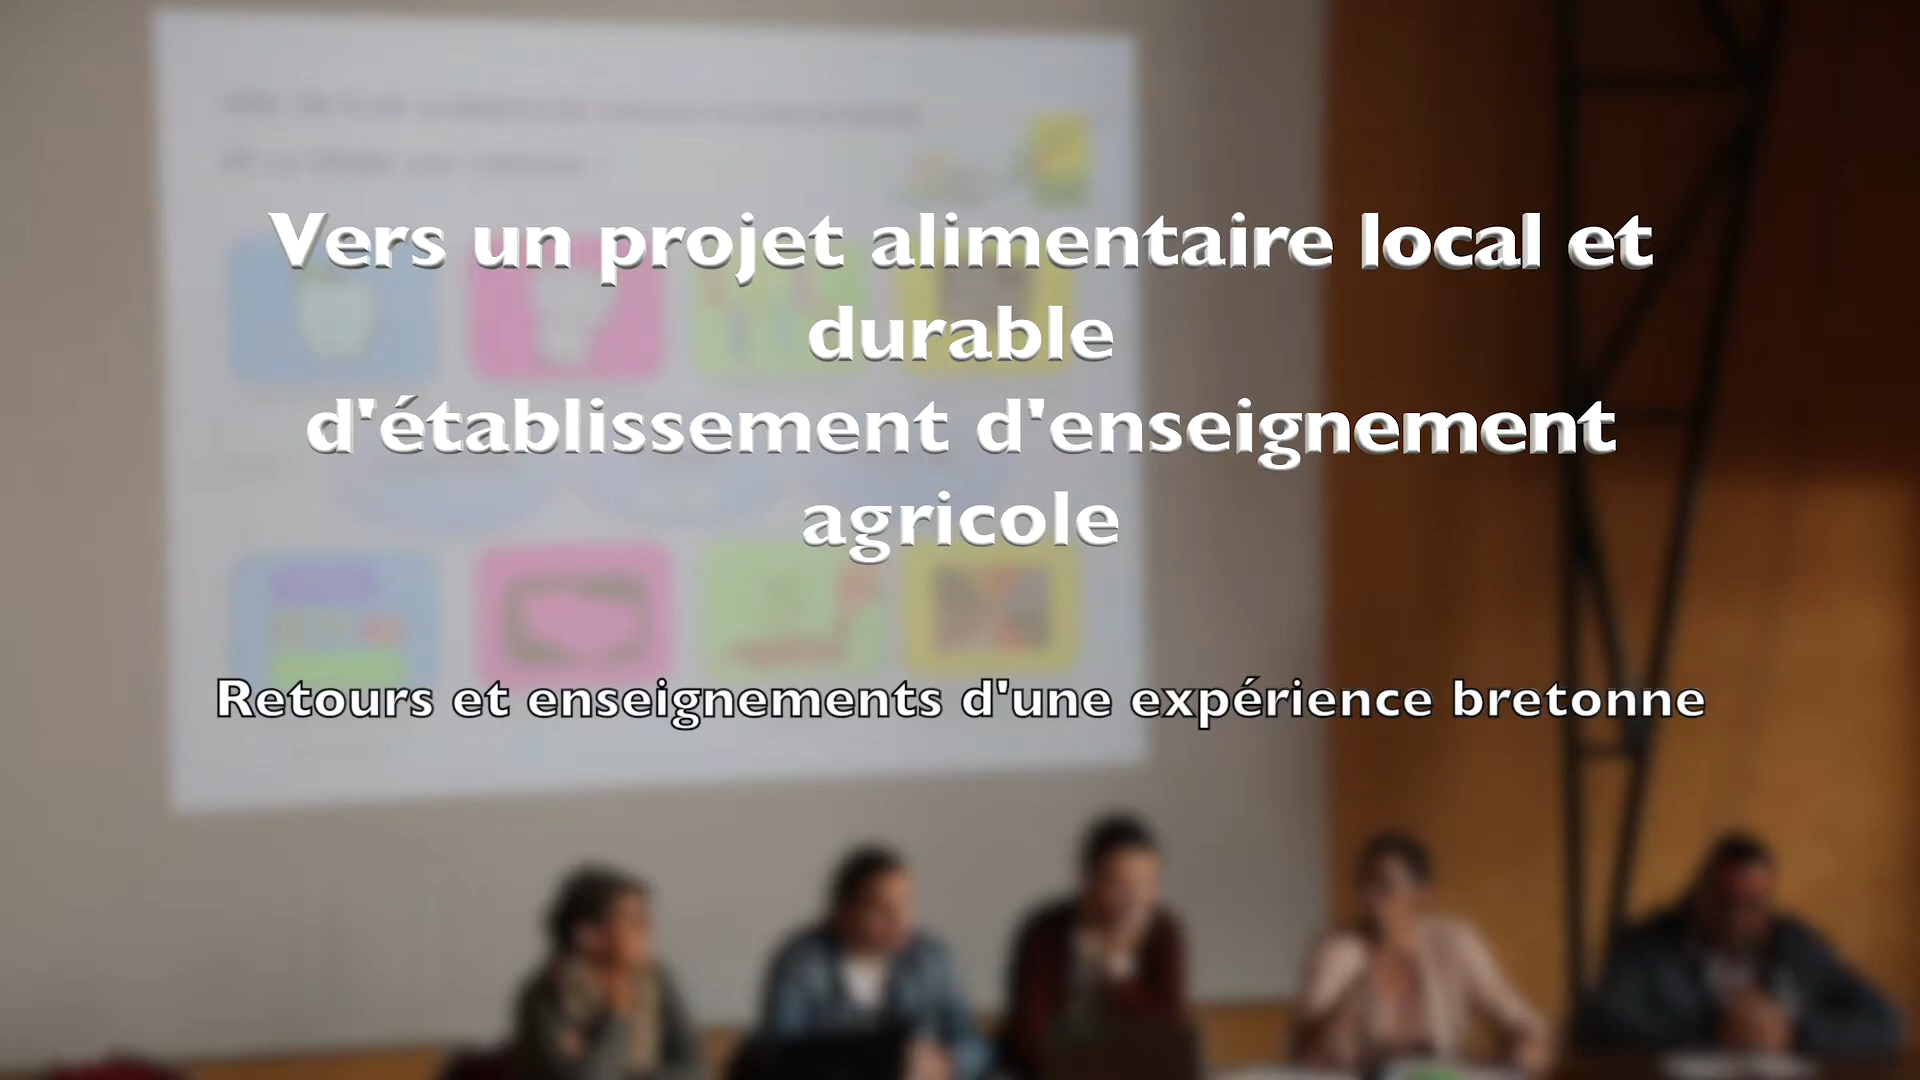 Vers un projet alimentaire local et
durable
d'établissement d'enseignement
agricole
Retours et enseignements d'une expérience bretonne